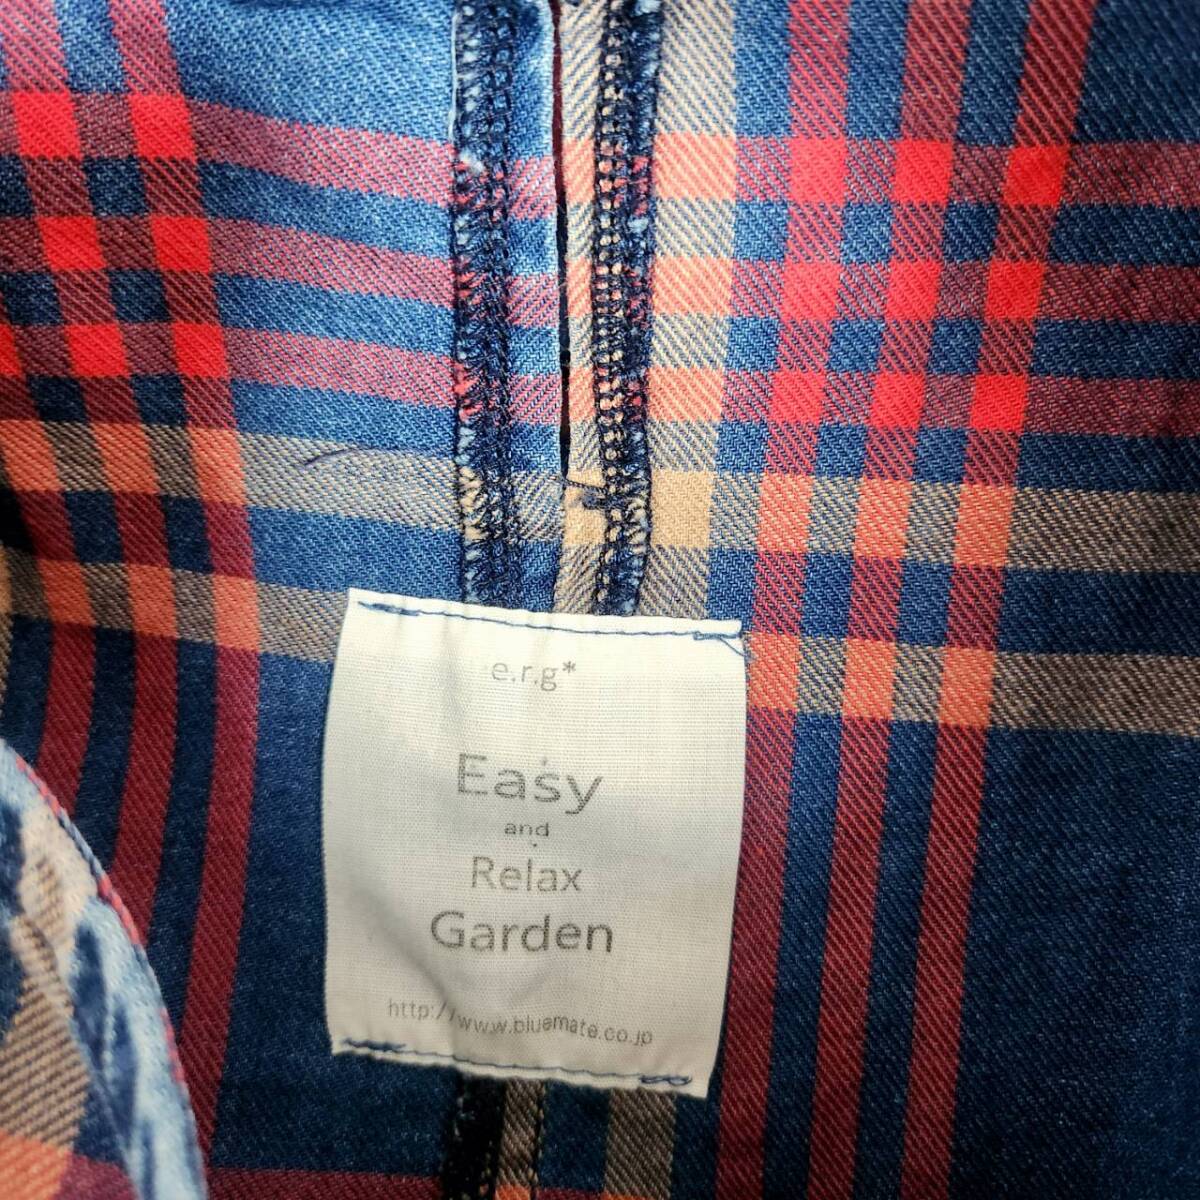 e.r.g*
Easy
and
Relax
Garden
http://www.bluemate.co.jp